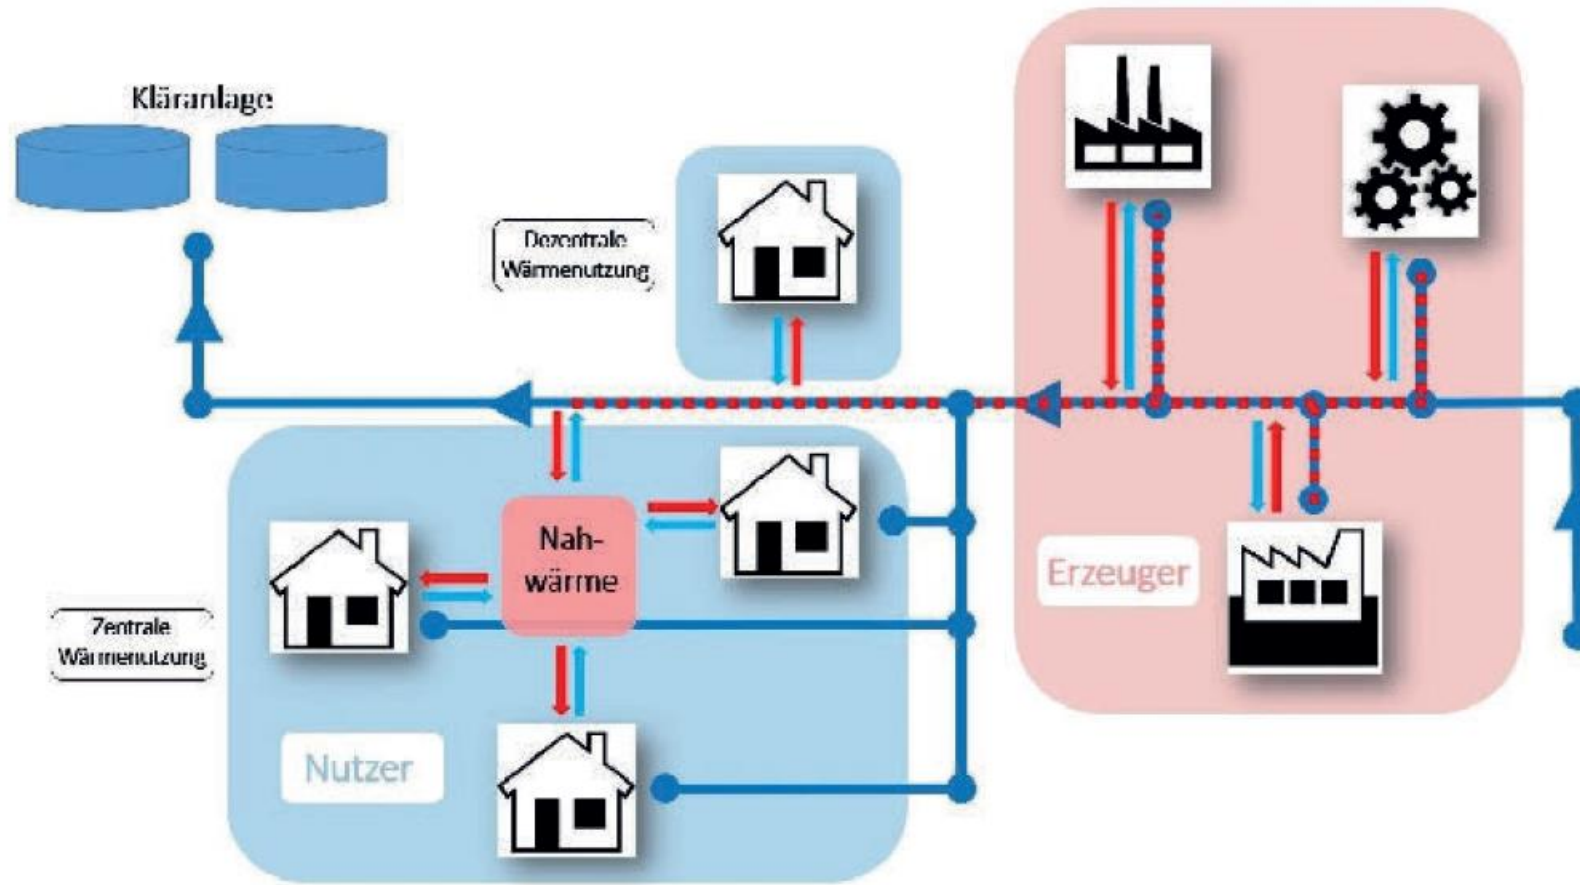 Kläranlage
Dezentrale
Wärmenutzung
Nah-
wärme
Erzeuger
Zentrale
Wärmenutzung
Nutzer